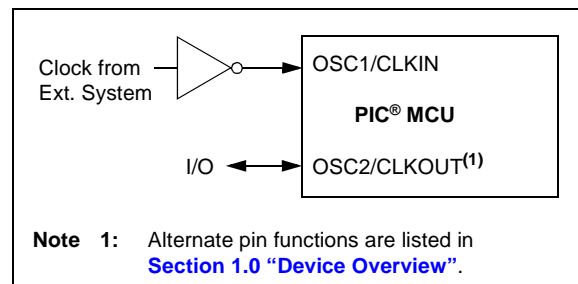 Clock from
Ext. System
OSC1/CLKIN
PIC® MCU
I/O
OSC2/CLKOUT(1)
Note 1: Alternate pin functions are listed in
Section 1.0 “Device Overview”.